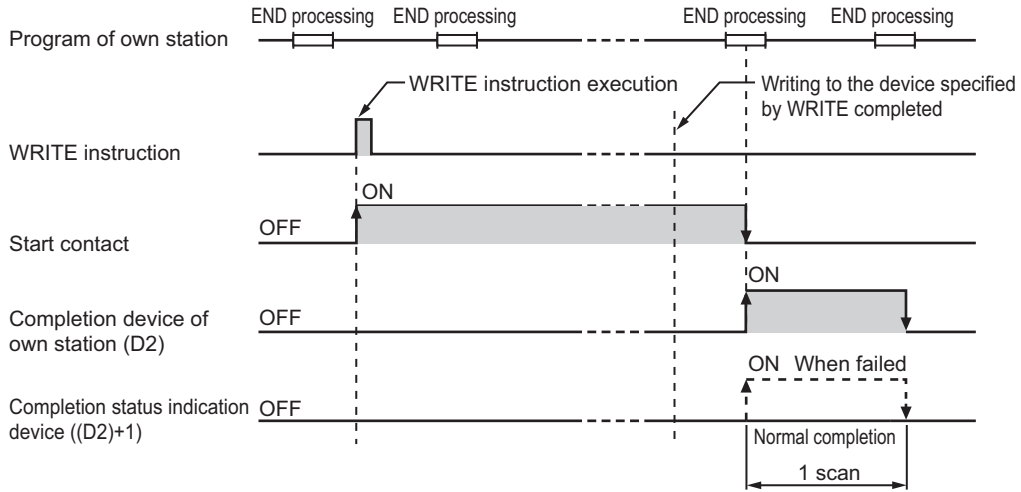 END processing END processing END processing END processing
Program of own station
WRITE instruction execution
Writing to the device specified
by WRITE completed
WRITE instruction
ON
OFF
Start contact
ON
Completion device of
own station (D2)
OFF
ON When failed
Completion status indication
device ((D2)+1)
OFF
Normal completion
1 scan